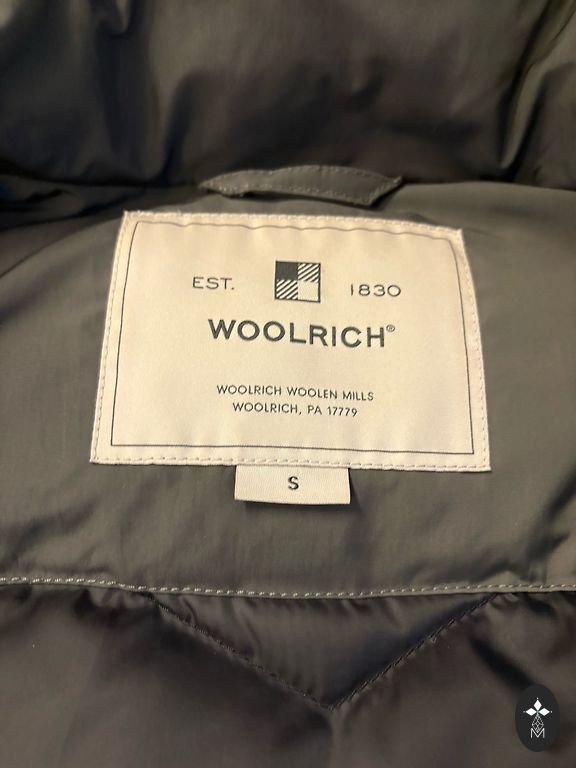 EST. 1830
WOOLRICH®
WOOLRICH WOOLEN MILLS
WOOLRICH, PA 17779
S
M